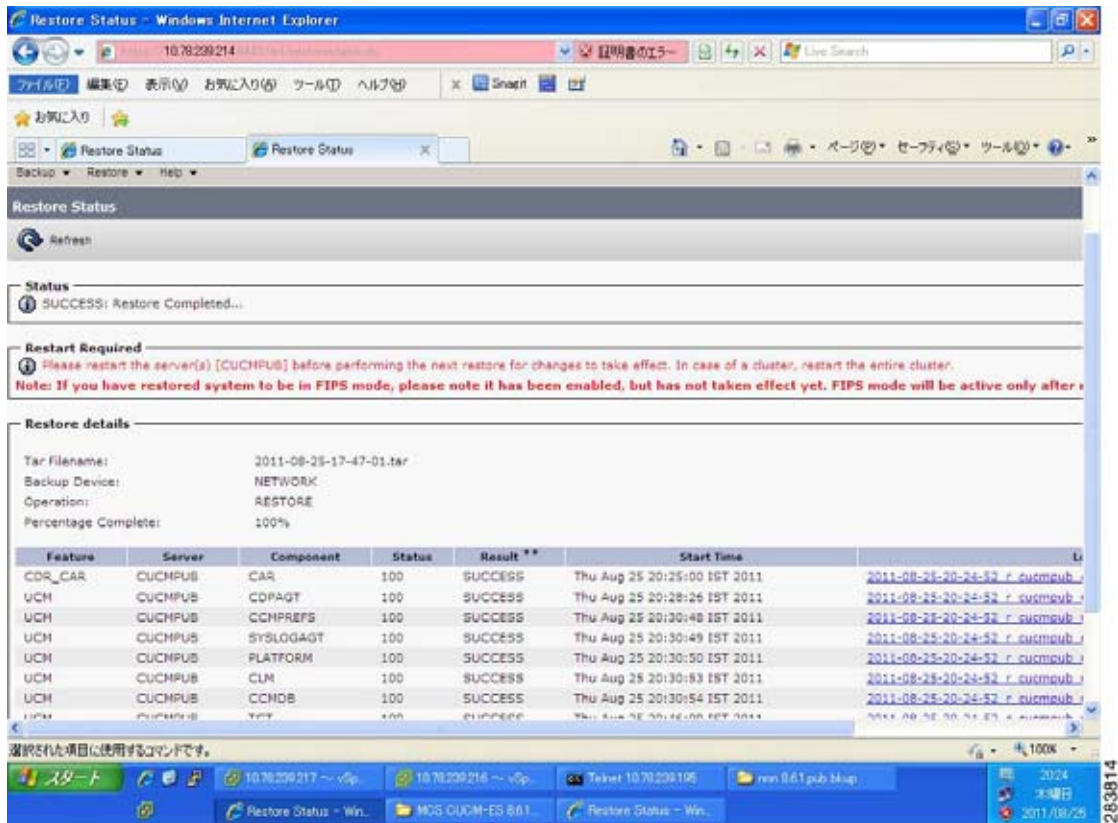 Restore Status - Windows Internet Explorer
10.78.239.214 証明書のエラー Live Search
ファイル(F) 編集(E) 表示(V) お気に入り(A) ツール(T) ヘルプ(H) x SnagIt
お気に入り
Restore Status Restore Status ページ(P) セーフティ(S) ツール(O)
Backup Restore Help
Restore Status
Refresh
Status
SUCCESS: Restore Completed...
Restart Required
Please restart the server(s) [CUCMPUB] before performing the next restore for changes to take effect. In case of a cluster, restart the entire cluster.
Note: If you have restored system to be in FIPS mode, please note it has been enabled, but has not taken effect yet. FIPS mode will be active only after
Restore details
Tar Filename: 2011-08-25-17-47-01.tar
Backup Device: NETWORK
Operation: RESTORE
Percentage Complete: 100%
Feature Server Component Status Result ** Start Time
CDR_CAR CUCMPUB CAR 100 SUCCESS Thu Aug 25 20:25:00 IST 2011 2011-08-25-20-24-52_r_cucmpub_
UCM CUCMPUB CDPAGT 100 SUCCESS Thu Aug 25 20:28:26 IST 2011 2011-08-25-20-24-52_r_cucmpub_
UCM CUCMPUB CCMPREFS 100 SUCCESS Thu Aug 25 20:30:48 IST 2011 2011-08-25-20-24-52_r_cucmpub_
UCM CUCMPUB SYSLOGAGT 100 SUCCESS Thu Aug 25 20:30:49 IST 2011 2011-08-25-20-24-52_r_cucmpub_
UCM CUCMPUB PLATFORM 100 SUCCESS Thu Aug 25 20:30:50 IST 2011 2011-08-25-20-24-52_r_cucmpub_
UCM CUCMPUB CLM 100 SUCCESS Thu Aug 25 20:30:53 IST 2011 2011-08-25-20-24-52_r_cucmpub_
UCM CUCMPUB CCMDB 100 SUCCESS Thu Aug 25 20:30:54 IST 2011 2011-08-25-20-24-52_r_cucmpub_
選択された項目に使用するコマンドです。 100%
スタート 10.78.239.217 ～ vSp... 10.78.239.216 ～ vSp... Telnet 10.78.239.195 non 8.6.1 pub bkup 20:24
Restore Status - Win... MCS CUCM-ES 8.6.1... Restore Status - Win... 木曜日
2011/08/25
283814